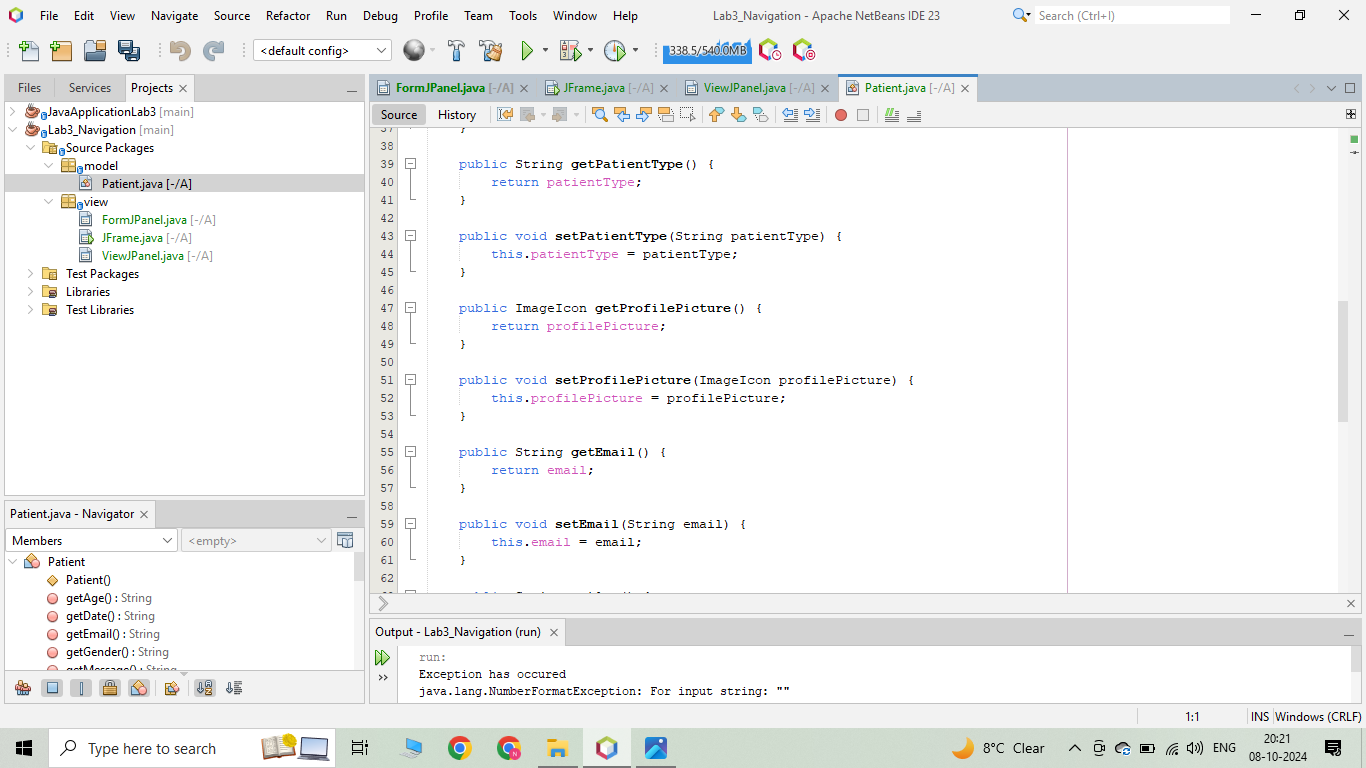 File Edit View Navigate Source Refactor Run Debug Profile Team Tools Window Help Lab3_Navigation - Apache NetBeans IDE 23 Search (Ctrl+I)
<default config> 338.5/540.0MB
Files Services Projects
FormJPanel.java [-/A] JFrame.java [-/A] ViewJPanel.java [-/A] Patient.java [-/A]
Source History
JavaApplicationLab3 [main]
Lab3_Navigation [main]
Source Packages
model
Patient.java [-/A]
view
FormJPanel.java [-/A]
JFrame.java [-/A]
ViewJPanel.java [-/A]
Test Packages
Libraries
Test Libraries
37 }
38
39 public String getPatientType() {
40 return patientType;
41 }
42
43 public void setPatientType(String patientType) {
44 this.patientType = patientType;
45 }
46
47 public ImageIcon getProfilePicture() {
48 return profilePicture;
49 }
50
51 public void setProfilePicture(ImageIcon profilePicture) {
52 this.profilePicture = profilePicture;
53 }
54
55 public String getEmail() {
56 return email;
57 }
58
59 public void setEmail(String email) {
60 this.email = email;
61 }
62
Patient.java - Navigator
Members <empty>
Patient
Patient()
getAge() : String
getDate() : String
getEmail() : String
getGender() : String
getMessage() : String
Output - Lab3_Navigation (run)
run:
Exception has occured
java.lang.NumberFormatException: For input string: ""
1:1 INS Windows (CRLF)
Type here to search 8°C Clear ENG 20:21
08-10-2024